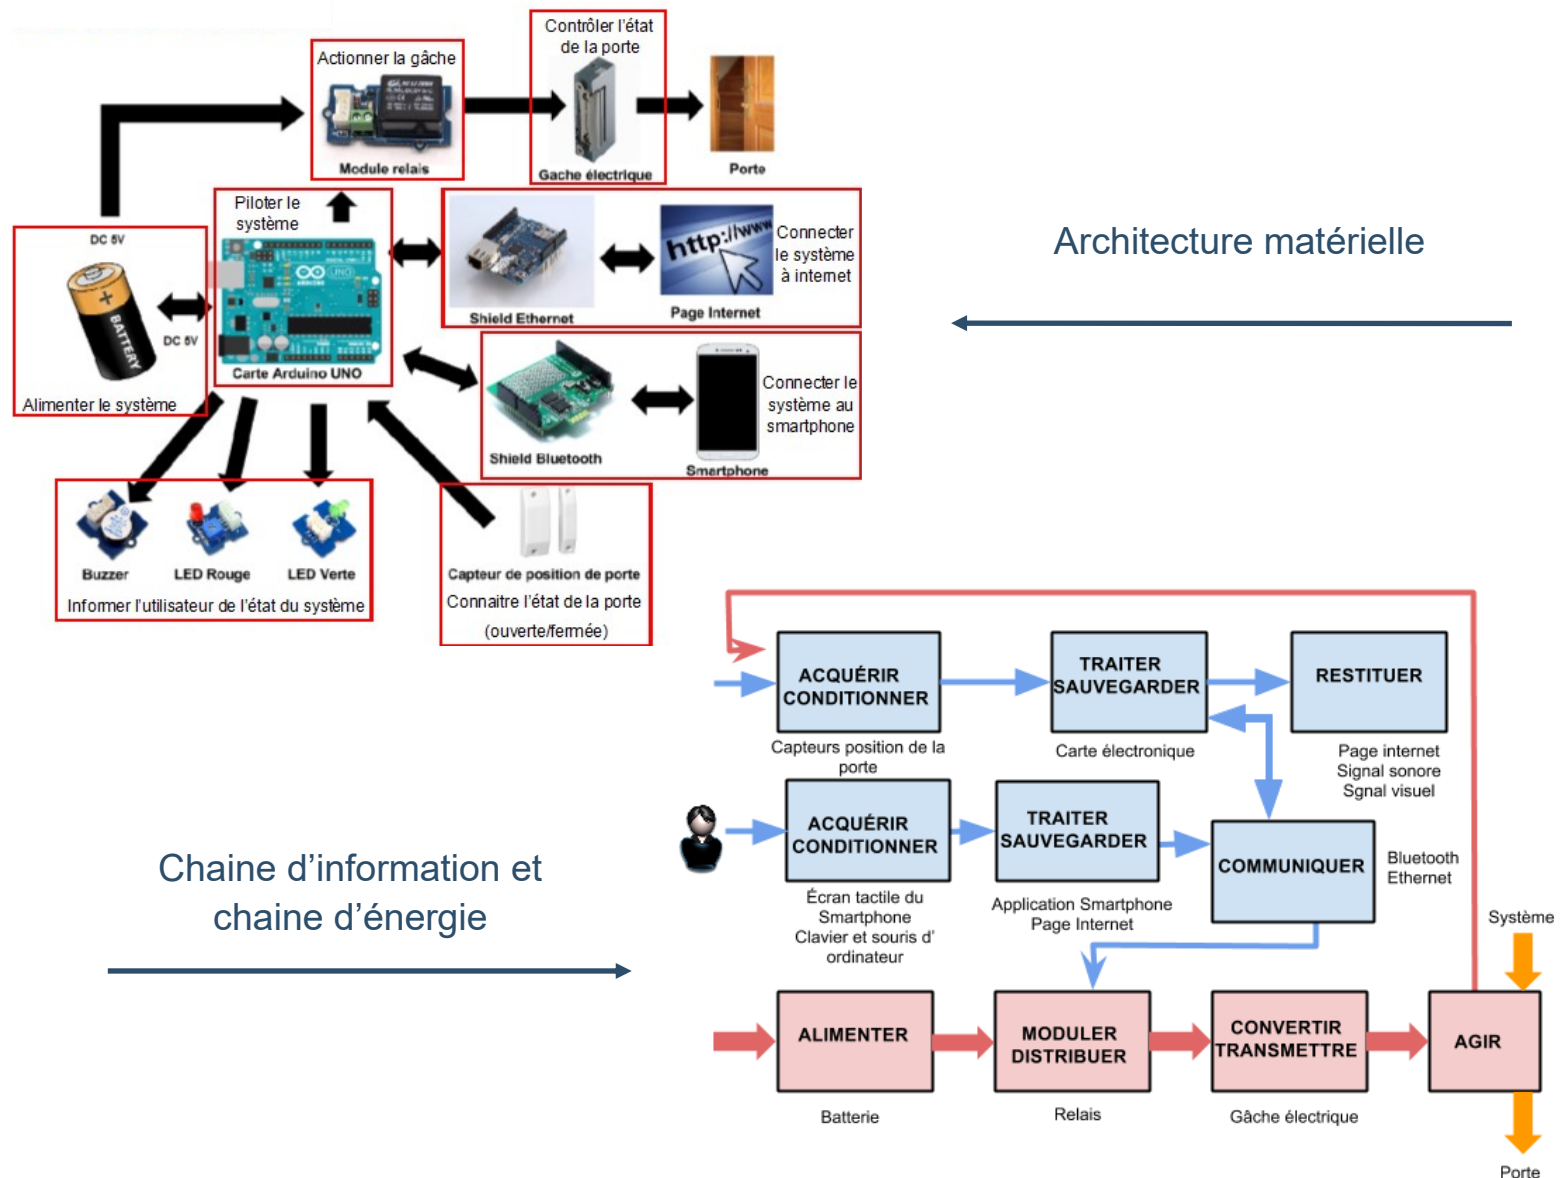 Contrôler l'état
de la porte
Actionner la gâche
Module relais
Gache électrique
Porte
Piloter le
système
DC 5V
UNO
ARDUINO
http://www
Connecter
le système
à internet
Shield Ethernet
Page Internet
BATTERY
DC 5V
Carte Arduino UNO
Alimenter le système
Connecter le
système au
smartphone
Shield Bluetooth
Smartphone
Buzzer
LED Rouge
LED Verte
Informer l'utilisateur de l'état du système
Capteur de position de porte
Connaitre l'état de la porte
(ouverte/fermée)
Architecture matérielle
Chaine d'information et
chaine d'énergie
ACQUÉRIR
CONDITIONNER
Capteurs position de la
porte
TRAITER
SAUVEGARDER
Carte électronique
RESTITUER
Page internet
Signal sonore
Sgnal visuel
ACQUÉRIR
CONDITIONNER
Écran tactile du
Smartphone
Clavier et souris d'
ordinateur
TRAITER
SAUVEGARDER
Application Smartphone
Page Internet
COMMUNIQUER
Bluetooth
Ethernet
Système
ALIMENTER
Batterie
MODULER
DISTRIBUER
Relais
CONVERTIR
TRANSMETTRE
Gâche électrique
AGIR
Porte